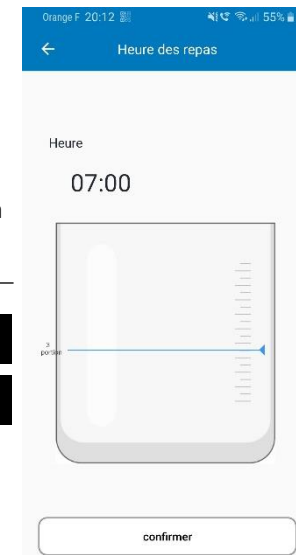 Orange F 20:12 55%
Heure des repas
Heure
07:00
3
portion
confirmer